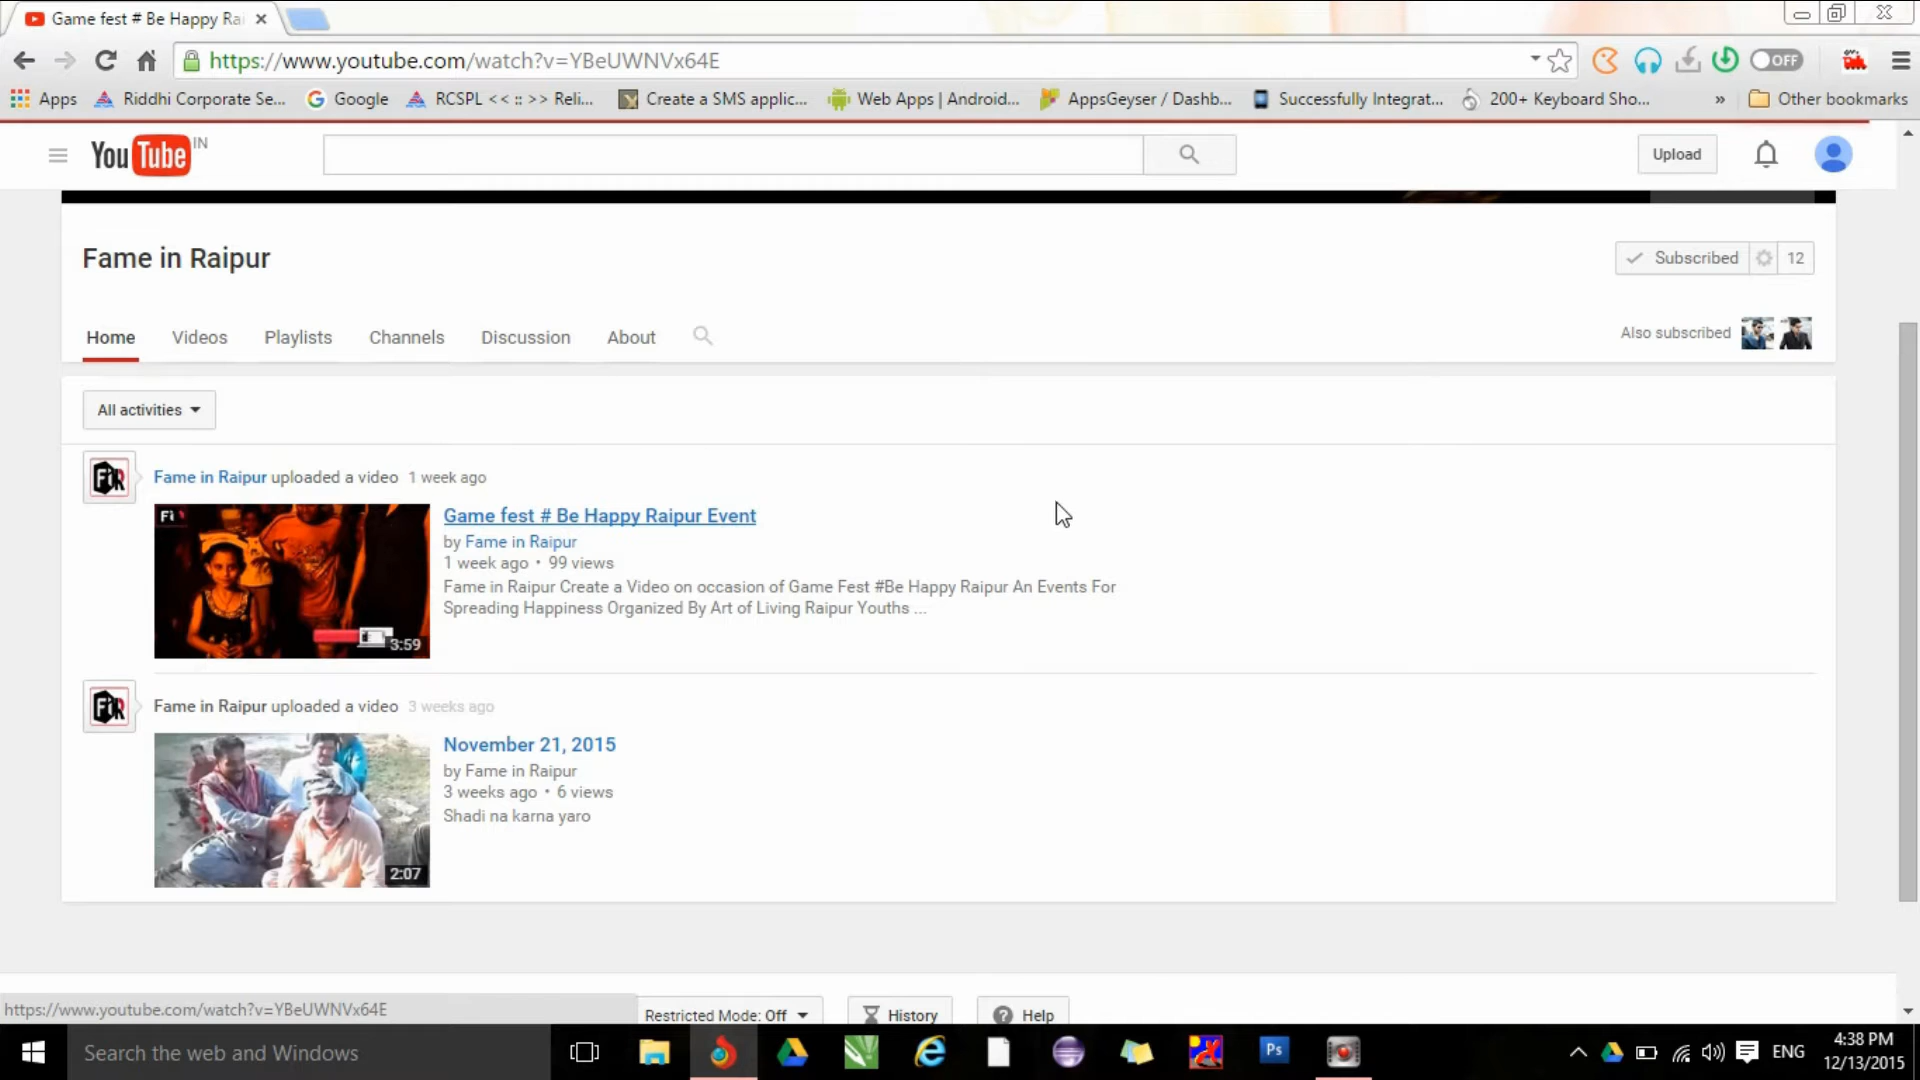 Game fest # Be Happy Rai
https://www.youtube.com/watch?v=YBeUWNVx64E
OFF
Apps
Riddhi Corporate Se...
Google
RCSPL << :: >> Reli...
Create a SMS applic...
Web Apps | Android...
AppsGeyser / Dashb...
Successfully Integrat...
200+ Keyboard Sho...
»
Other bookmarks
YouTube IN
Upload
Fame in Raipur
Subscribed
12
Home
Videos
Playlists
Channels
Discussion
About
Also subscribed
All activities
FiR
Fame in Raipur uploaded a video 1 week ago
Fi
3:59
Game fest # Be Happy Raipur Event
by Fame in Raipur
1 week ago • 99 views
Fame in Raipur Create a Video on occasion of Game Fest #Be Happy Raipur An Events For
Spreading Happiness Organized By Art of Living Raipur Youths ...
FiR
Fame in Raipur uploaded a video 3 weeks ago
2:07
November 21, 2015
by Fame in Raipur
3 weeks ago • 6 views
Shadi na karna yaro
https://www.youtube.com/watch?v=YBeUWNVx64E
Restricted Mode: Off
History
Help
Search the web and Windows
Ps
ENG
4:38 PM
12/13/2015